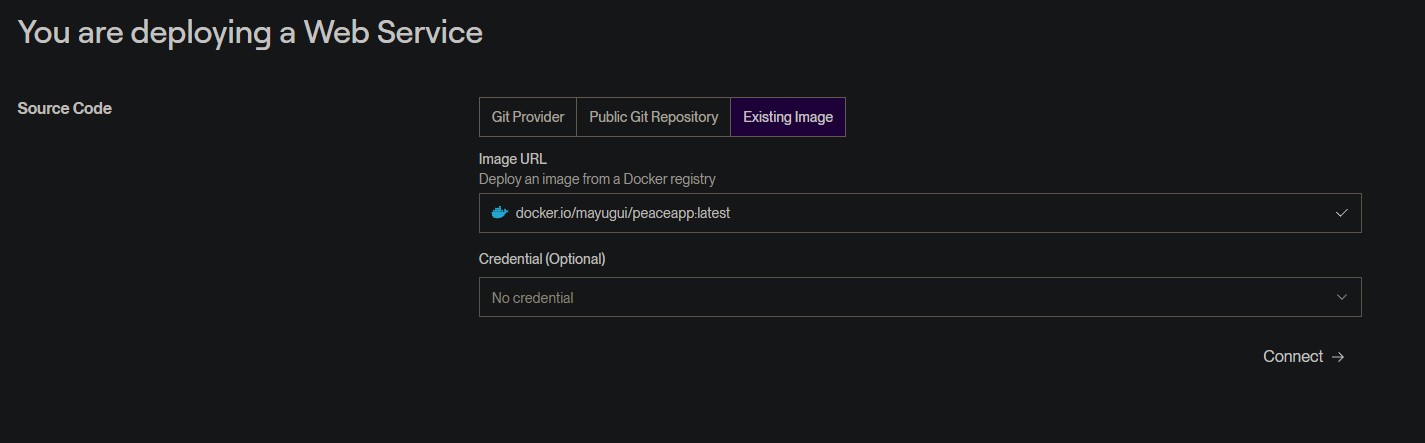 You are deploying a Web Service
Source Code
Git Provider
Public Git Repository
Existing Image
Image URL
Deploy an image from a Docker registry
docker.io/mayugui/peaceapp:latest
Credential (Optional)
No credential
Connect →